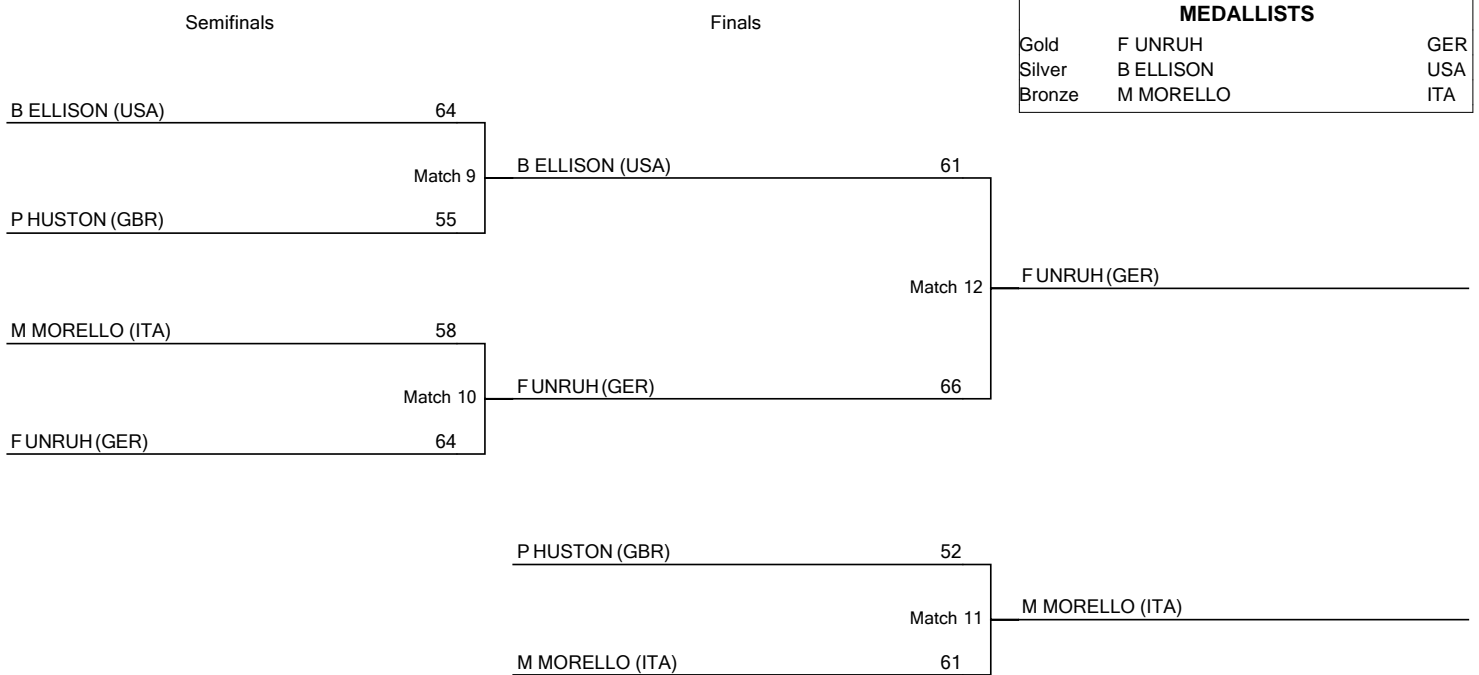 Semifinals Finals
MEDALLISTS
Gold F UNRUH GER
Silver B ELLISON USA
Bronze M MORELLO ITA
B ELLISON (USA) 64
Match 9
P HUSTON (GBR) 55
M MORELLO (ITA) 58
Match 10
F UNRUH (GER) 64
B ELLISON (USA) 61
Match 12
F UNRUH (GER) 66
F UNRUH (GER)
P HUSTON (GBR) 52
Match 11
M MORELLO (ITA) 61
M MORELLO (ITA)